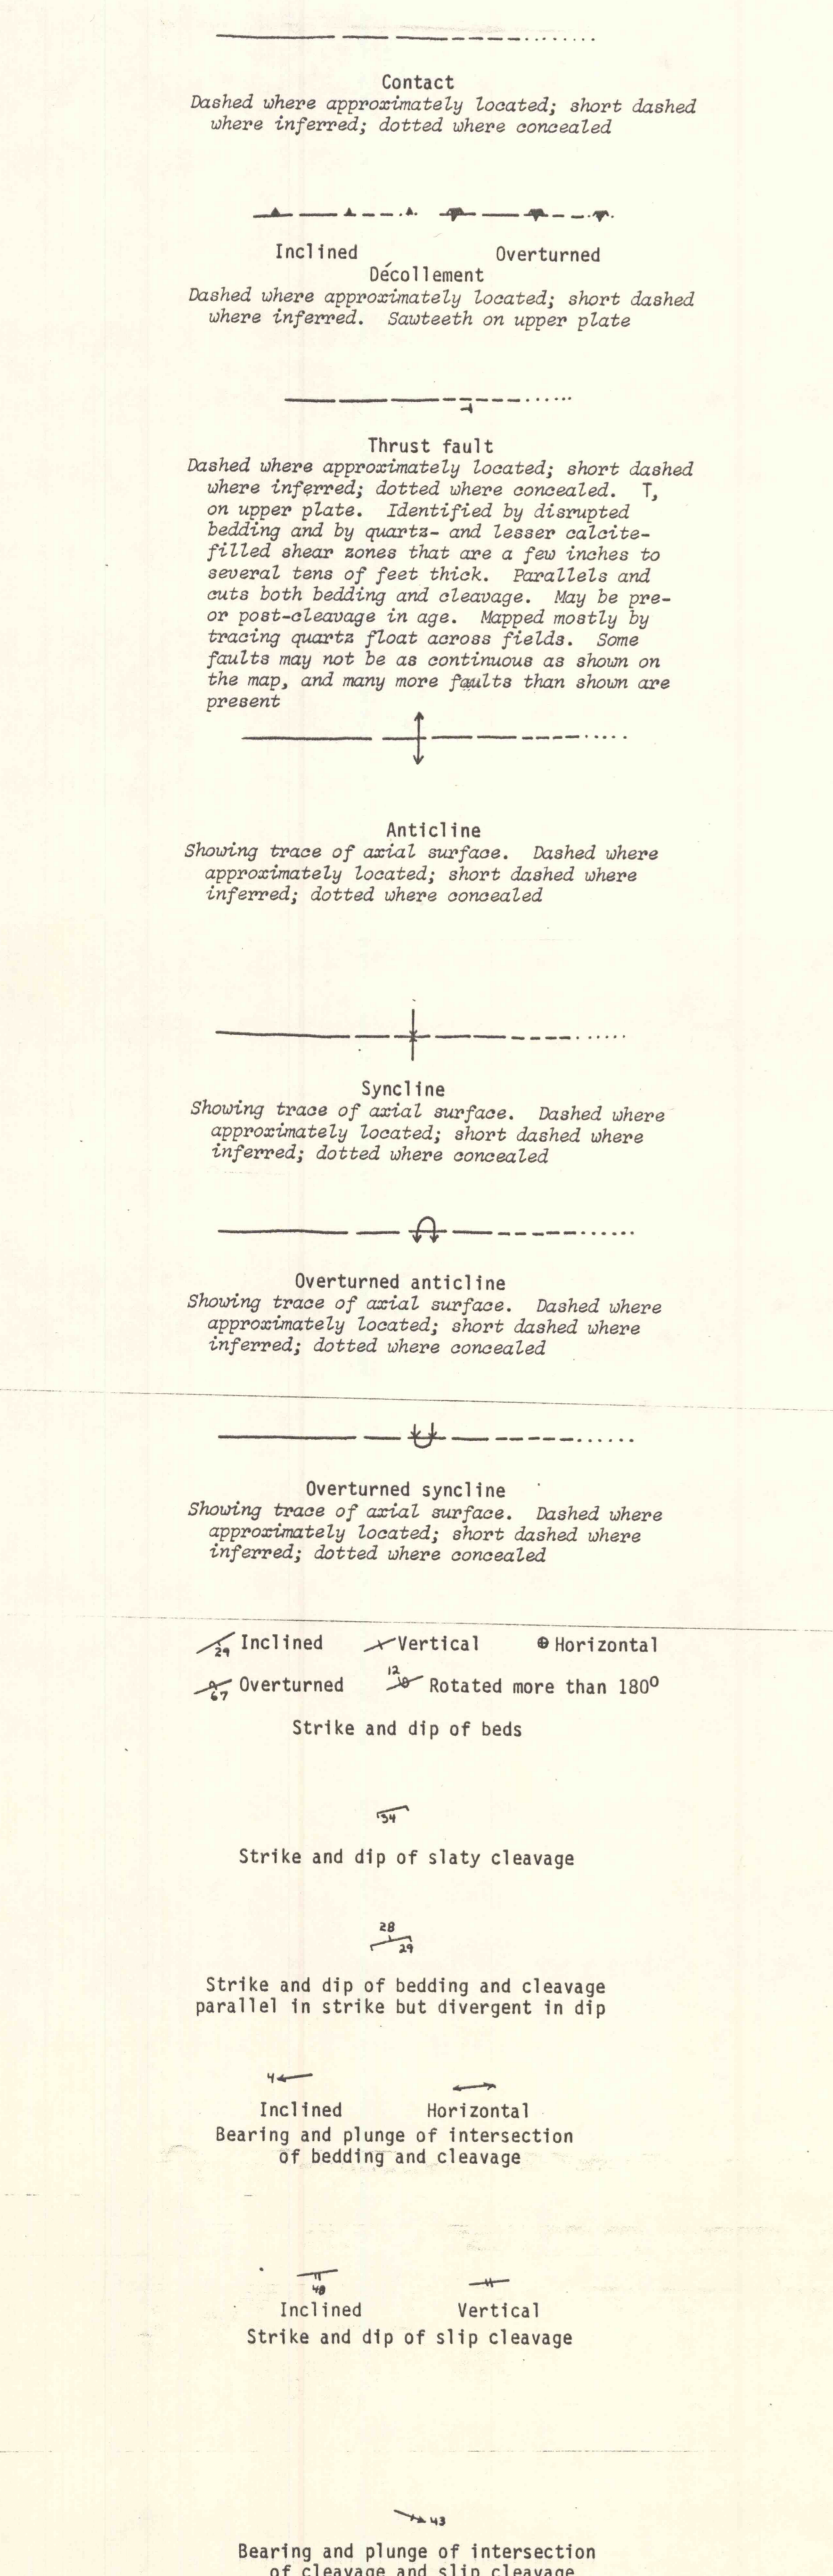 Contact
Dashed where approximately located; short dashed
where inferred; dotted where concealed
Inclined Overturned
Décollement
Dashed where approximately located; short dashed
where inferred. Sawteeth on upper plate
Thrust fault
Dashed where approximately located; short dashed
where inferred; dotted where concealed. T,
on upper plate. Identified by disrupted
bedding and by quartz- and lesser calcite-
filled shear zones that are a few inches to
several tens of feet thick. Parallels and
cuts both bedding and cleavage. May be pre-
or post-cleavage in age. Mapped mostly by
tracing quartz float across fields. Some
faults may not be as continuous as shown on
the map, and many more faults than shown are
present
Anticline
Showing trace of axial surface. Dashed where
approximately located; short dashed where
inferred; dotted where concealed
Syncline
Showing trace of axial surface. Dashed where
approximately located; short dashed where
inferred; dotted where concealed
Overturned anticline
Showing trace of axial surface. Dashed where
approximately located; short dashed where
inferred; dotted where concealed
Overturned syncline
Showing trace of axial surface. Dashed where
approximately located; short dashed where
inferred; dotted where concealed
29 Inclined Vertical Horizontal
67 Overturned 12 Rotated more than 180º
Strike and dip of beds
34
Strike and dip of slaty cleavage
28
29
Strike and dip of bedding and cleavage
parallel in strike but divergent in dip
4
Inclined Horizontal
Bearing and plunge of intersection
of bedding and cleavage
48
Inclined Vertical
Strike and dip of slip cleavage
43
Bearing and plunge of intersection
of cleavage and slip cleavage